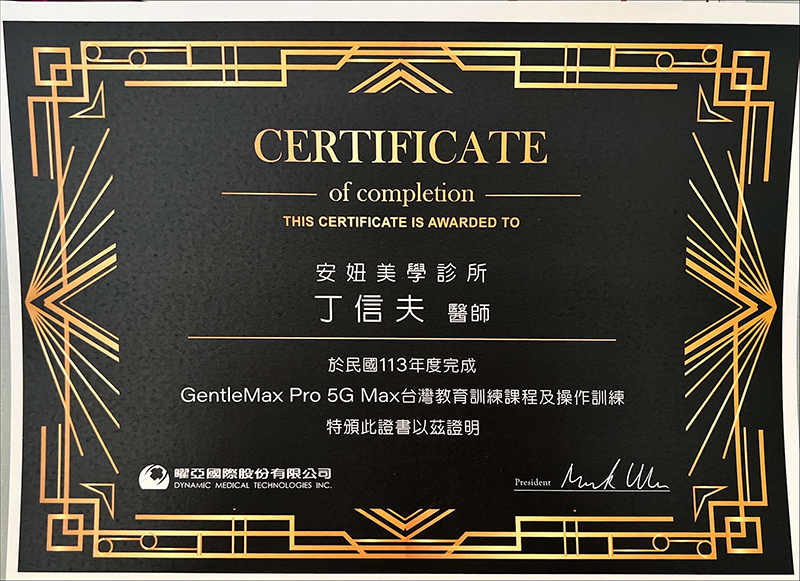 CERTIFICATE
of completion
THIS CERTIFICATE IS AWARDED TO
安妞美學診所
丁信夫 醫師
於民國113年度完成
GentleMax Pro 5G Max台灣教育訓練課程及操作訓練
特頒此證書以茲證明
曜亞國際股份有限公司
DYNAMIC MEDICAL TECHNOLOGIES INC.
President